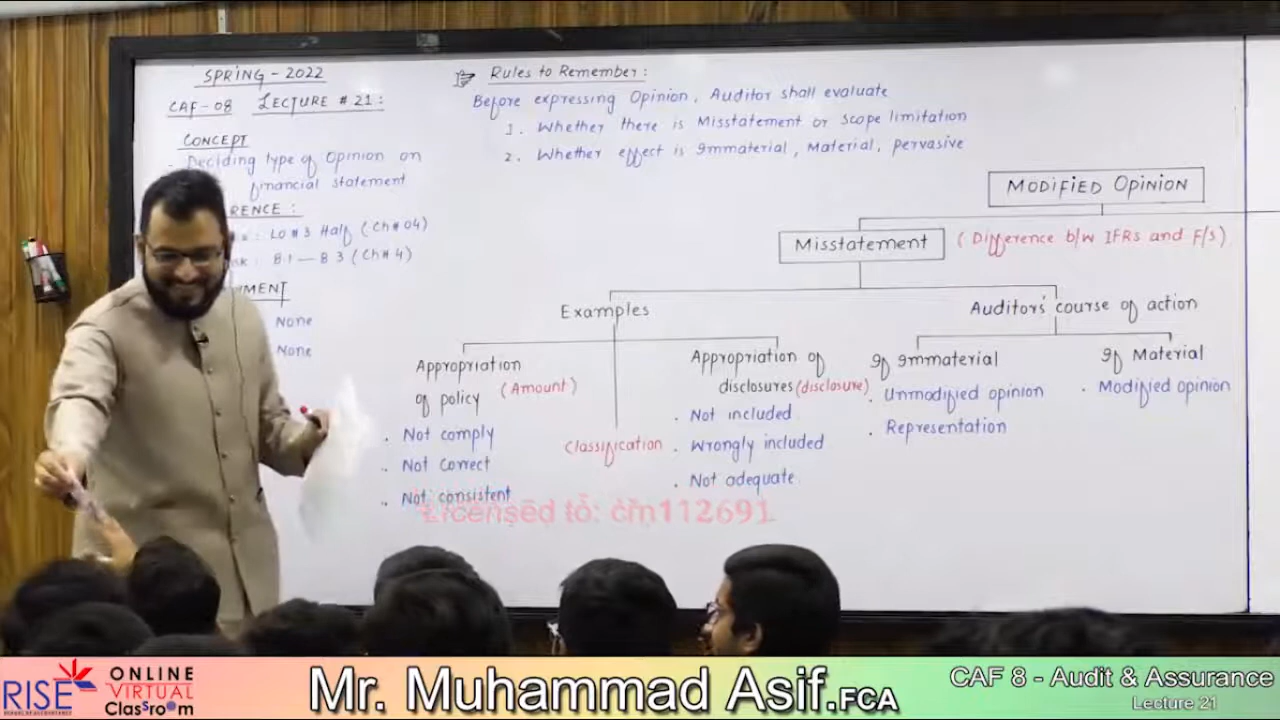 SPRING - 2022
CAF-08 LECTURE # 21:
CONCEPT
- Deciding type of Opinion on
financial statement
RENCE :
: LO # 3 Half (Ch # 04)
: B1 — B3 (Ch # 4)
MENT
None
None
Rules to Remember:
Before expressing Opinion, Auditor shall evaluate
1. Whether there is Misstatement or Scope limitation
2. Whether effect is Immaterial, Material, pervasive
MODIFIED OPINION
Misstatement (Difference b/w IFRs and F/s)
Examples
Appropriation
of policy (Amount)
. Not comply
. Not Correct
. Not consistent
Classification
Appropriation of
disclosures (disclosure)
. Not included
. Wrongly included
. Not adequate
Auditors' course of action
If Immaterial
. Unmodified opinion
. Representation
If Material
. Modified opinion
Licensed to: cm112691
RISE
SCHOOL OF ACCOUNTANCY
ONLINE
VIRTUAL
Classroom
Mr. Muhammad Asif.FCA
CAF 8 - Audit & Assurance
Lecture 21